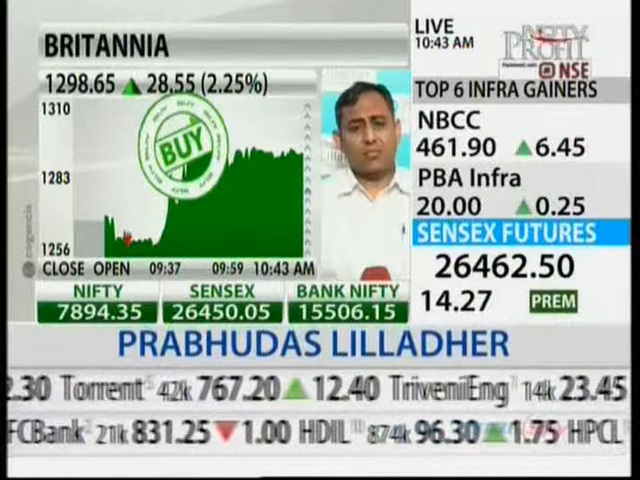 BRITANNIA
1298.65 ▲ 28.55 (2.25%)
1310
1283
1256
BUY
CLOSE OPEN 09:37 09:59 10:43 AM
cogencis
NIFTY
7894.35
SENSEX
26450.05
BANK NIFTY
15506.15
LIVE
10:43 AM
PROFIT
NSE
TOP 6 INFRA GAINERS
NBCC
461.90 ▲ 6.45
PBA Infra
20.00 ▲ 0.25
SENSEX FUTURES
26462.50
14.27 PREM
PRABHUDAS LILLADHER
2.30 Torrent 42k 767.20 ▲ 12.40 TriveniEng 14k 23.45
FCBank 21k 831.25 ▼ 1.00 HDIL 874k 96.30 ▲ 1.75 HPCL